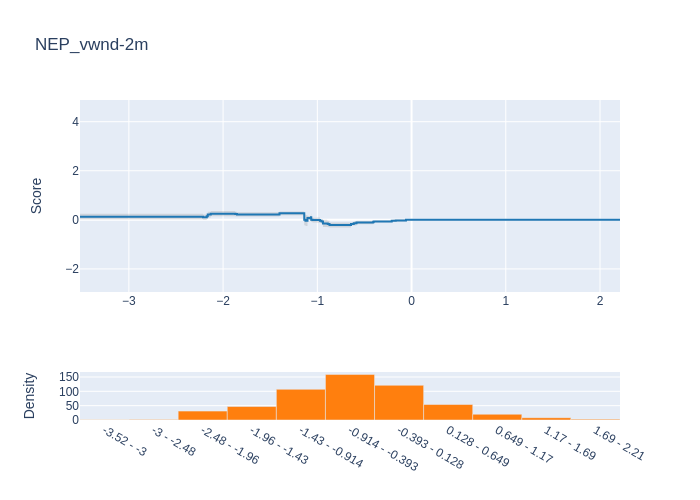 NEP_vwnd-2m
Score
4
2
0
−2
−3
−2
−1
0
1
2
Density
150
100
50
0
-3.52 - -3
-3 - -2.48
-2.48 - -1.96
-1.96 - -1.43
-1.43 - -0.914
-0.914 - -0.393
-0.393 - 0.128
0.128 - 0.649
0.649 - 1.17
1.17 - 1.69
1.69 - 2.21